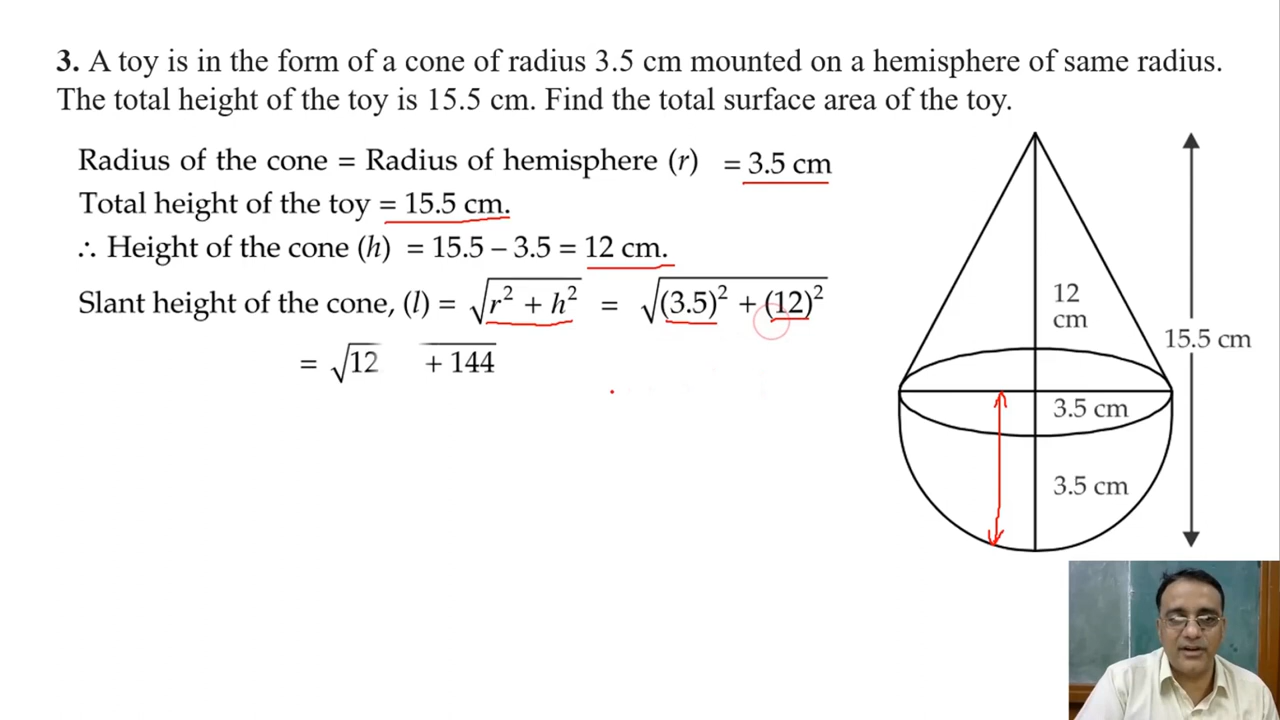 3. A toy is in the form of a cone of radius 3.5 cm mounted on a hemisphere of same radius.
The total height of the toy is 15.5 cm. Find the total surface area of the toy.
Radius of the cone = Radius of hemisphere (r) = 3.5 cm
Total height of the toy = 15.5 cm.
∴ Height of the cone (h) = 15.5 – 3.5 = 12 cm.
Slant height of the cone, (l) = √(r² + h²) = √((3.5)² + (12)²)
= √12 + 144
12
cm
15.5 cm
3.5 cm
3.5 cm